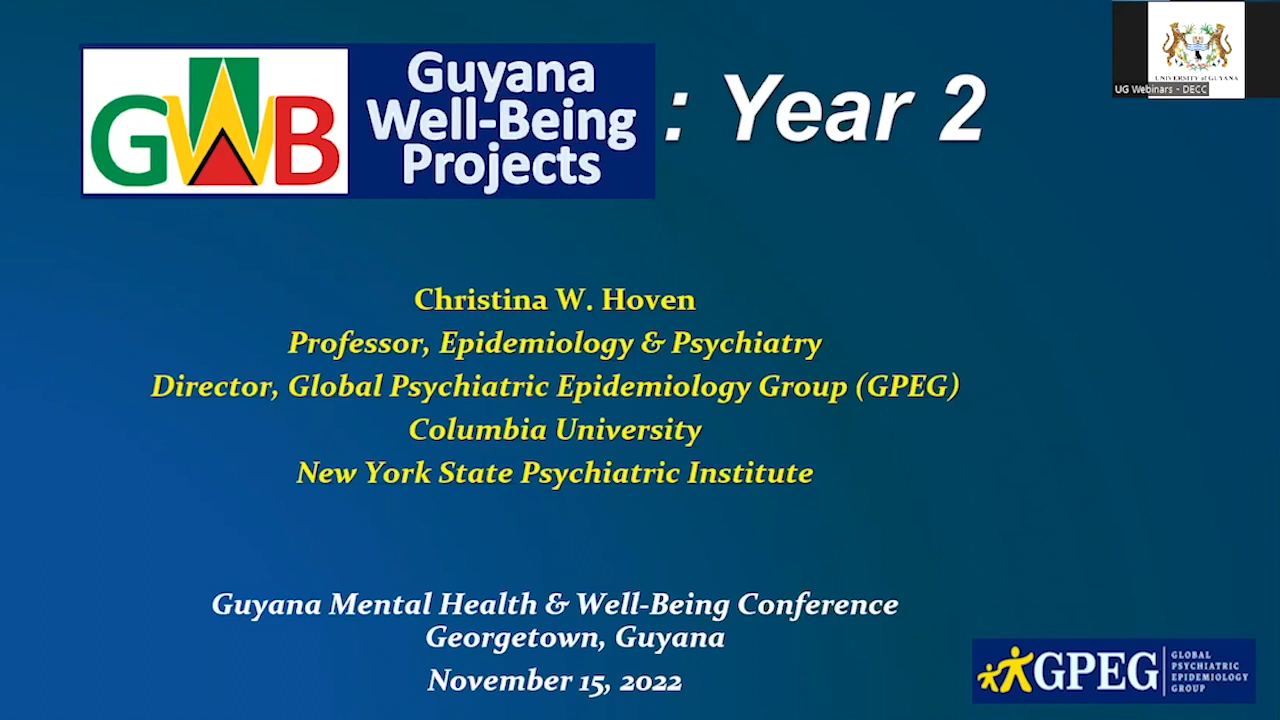 GWB
Guyana
Well-Being
Projects
: Year 2
UNIVERSITY of GUYANA
UG Webinars - DECC
Christina W. Hoven
Professor, Epidemiology & Psychiatry
Director, Global Psychiatric Epidemiology Group (GPEG)
Columbia University
New York State Psychiatric Institute
Guyana Mental Health & Well-Being Conference
Georgetown, Guyana
November 15, 2022
GPEG
GLOBAL
PSYCHIATRIC
EPIDEMIOLOGY
GROUP